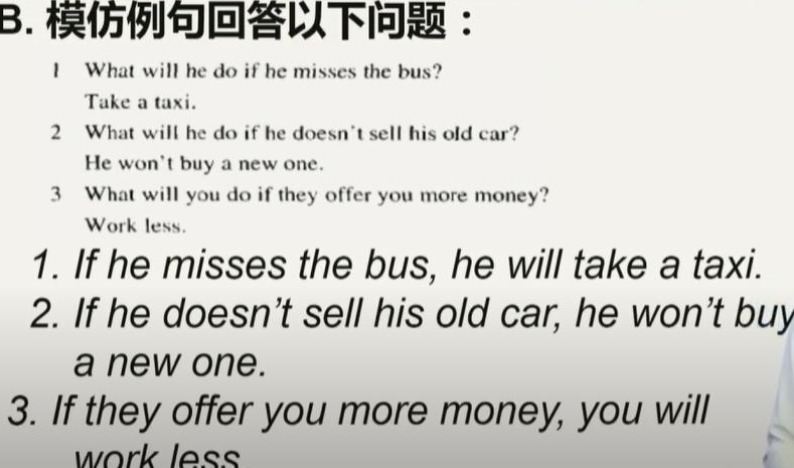 B. 模仿例句回答以下问题：
1 What will he do if he misses the bus?
Take a taxi.
2 What will he do if he doesn't sell his old car?
He won't buy a new one.
3 What will you do if they offer you more money?
Work less.
1. If he misses the bus, he will take a taxi.
2. If he doesn't sell his old car, he won't buy
a new one.
3. If they offer you more money, you will
work less